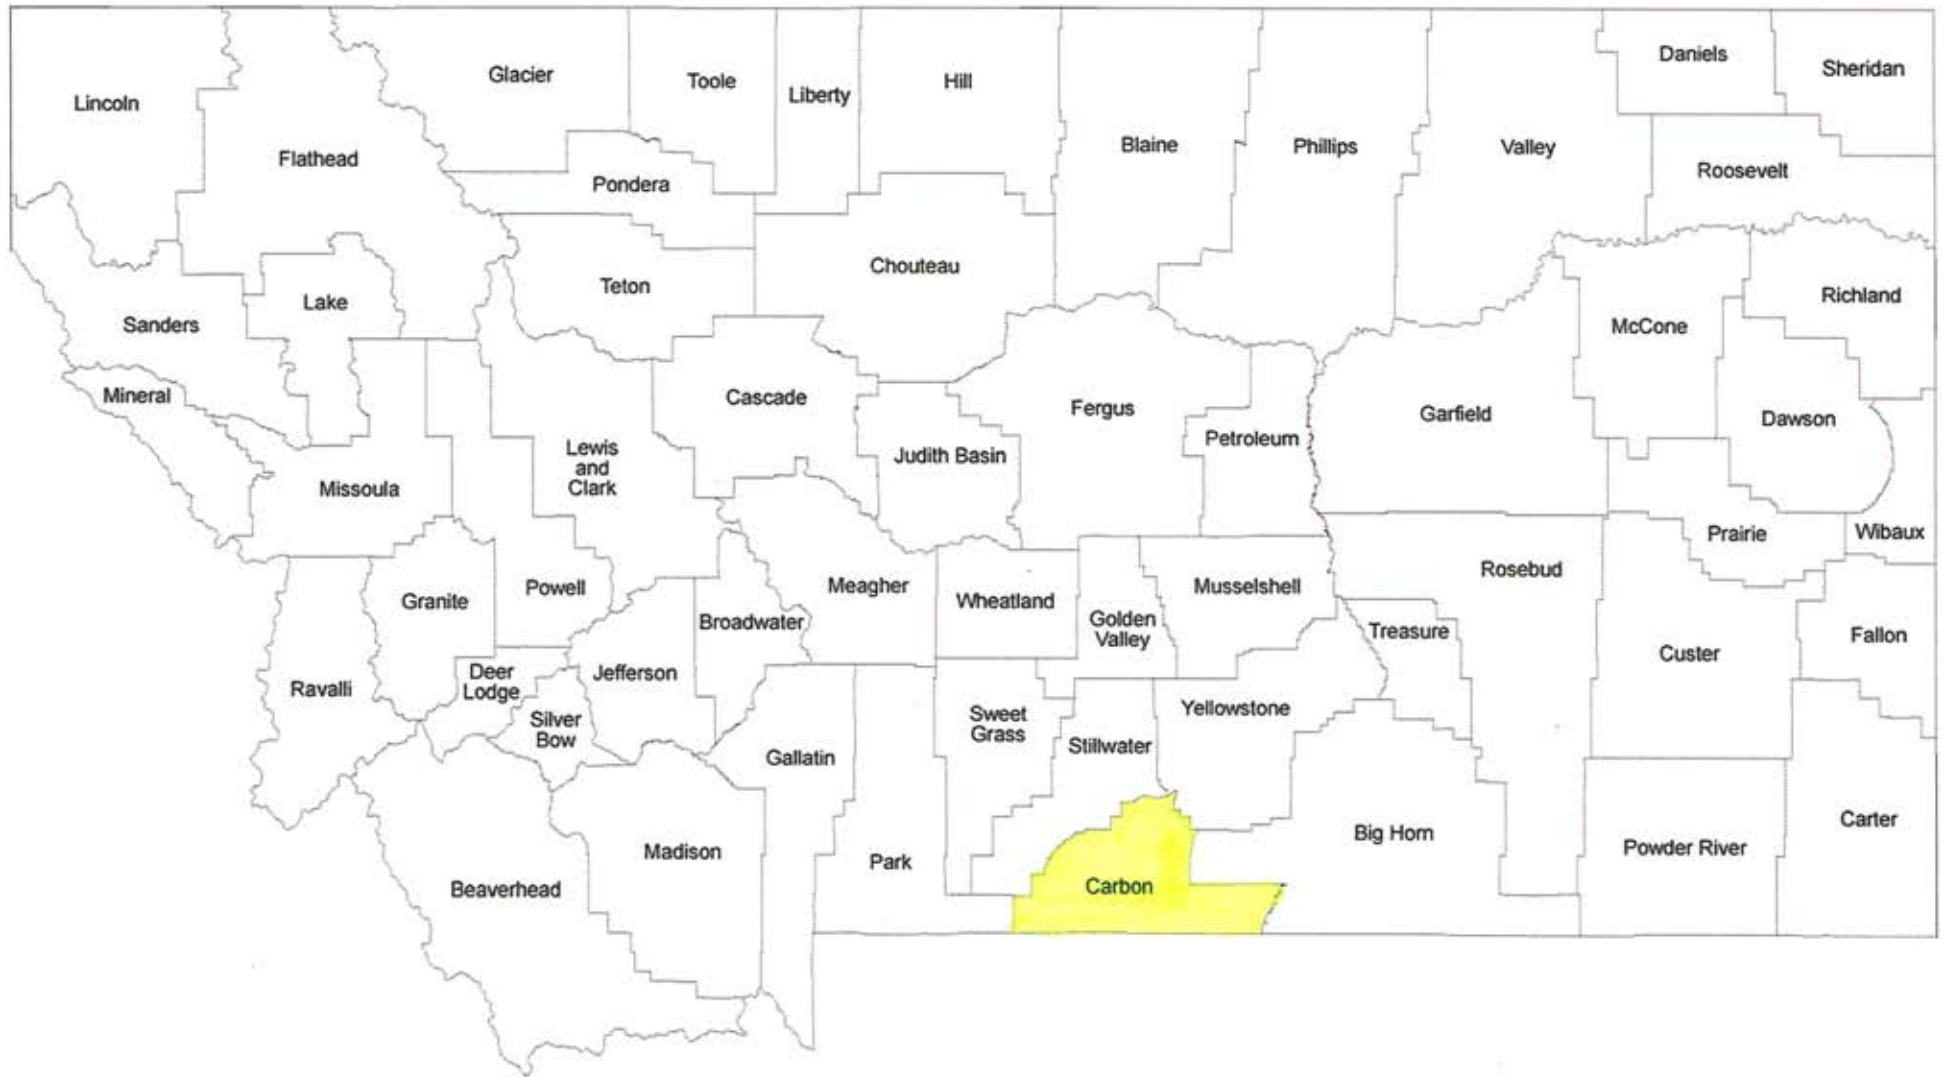 Lincoln
Flathead
Glacier
Toole
Liberty
Hill
Blaine
Phillips
Valley
Daniels
Sheridan
Roosevelt
Pondera
Teton
Chouteau
Lake
Sanders
Mineral
Missoula
Lewis
and
Clark
Cascade
Judith Basin
Fergus
Petroleum
Garfield
McCone
Richland
Dawson
Prairie
Wibaux
Ravalli
Granite
Powell
Deer
Lodge
Silver
Bow
Jefferson
Broadwater
Meagher
Wheatland
Golden
Valley
Musselshell
Treasure
Rosebud
Custer
Fallon
Beaverhead
Madison
Gallatin
Park
Sweet
Grass
Stillwater
Yellowstone
Carbon
Big Horn
Powder River
Carter